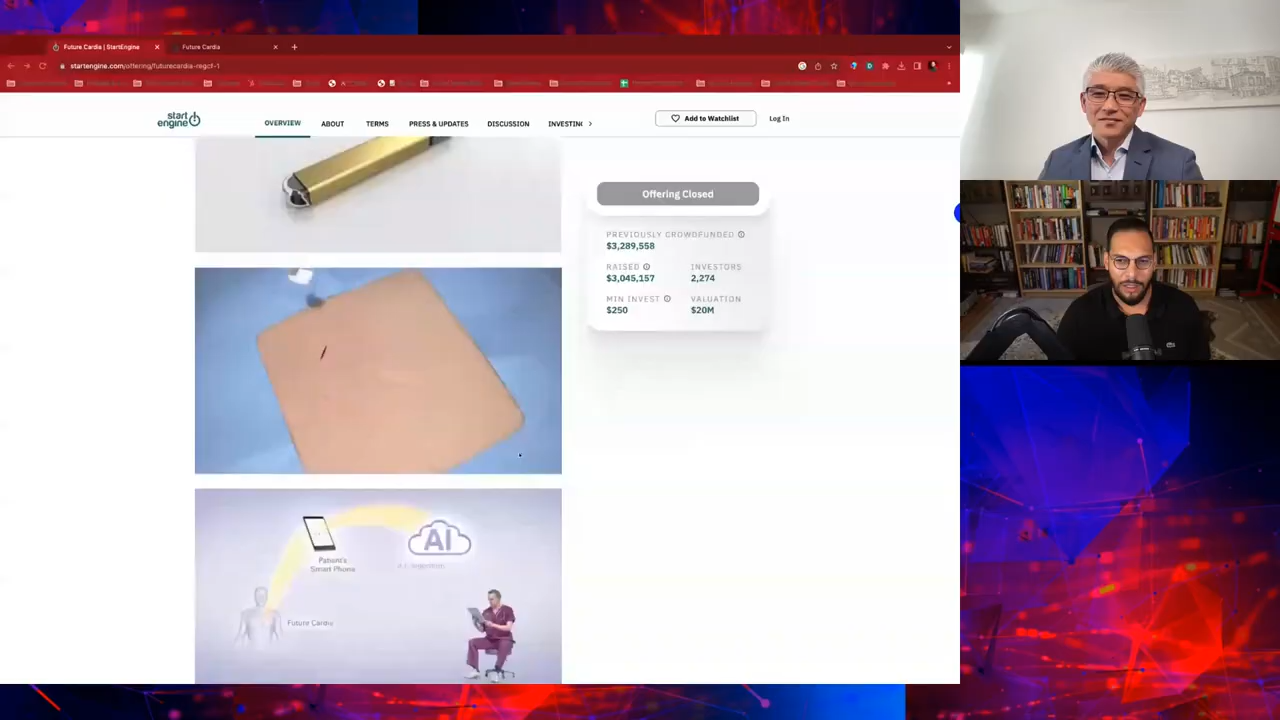 Future Cardia | StartEngine
Future Cardia
startengine.com/offering/futurecardia-regcf-1
start
engine
OVERVIEW
ABOUT
TERMS
PRESS & UPDATES
DISCUSSION
INVESTIN
Add to Watchlist
Log In
Offering Closed
PREVIOUSLY CROWDFUNDED
$3,289,558
RAISED INVESTORS
$3,045,157 2,274
MIN INVEST VALUATION
$250 $20M
AI
Patient's
Smart Phone
Future Cardia